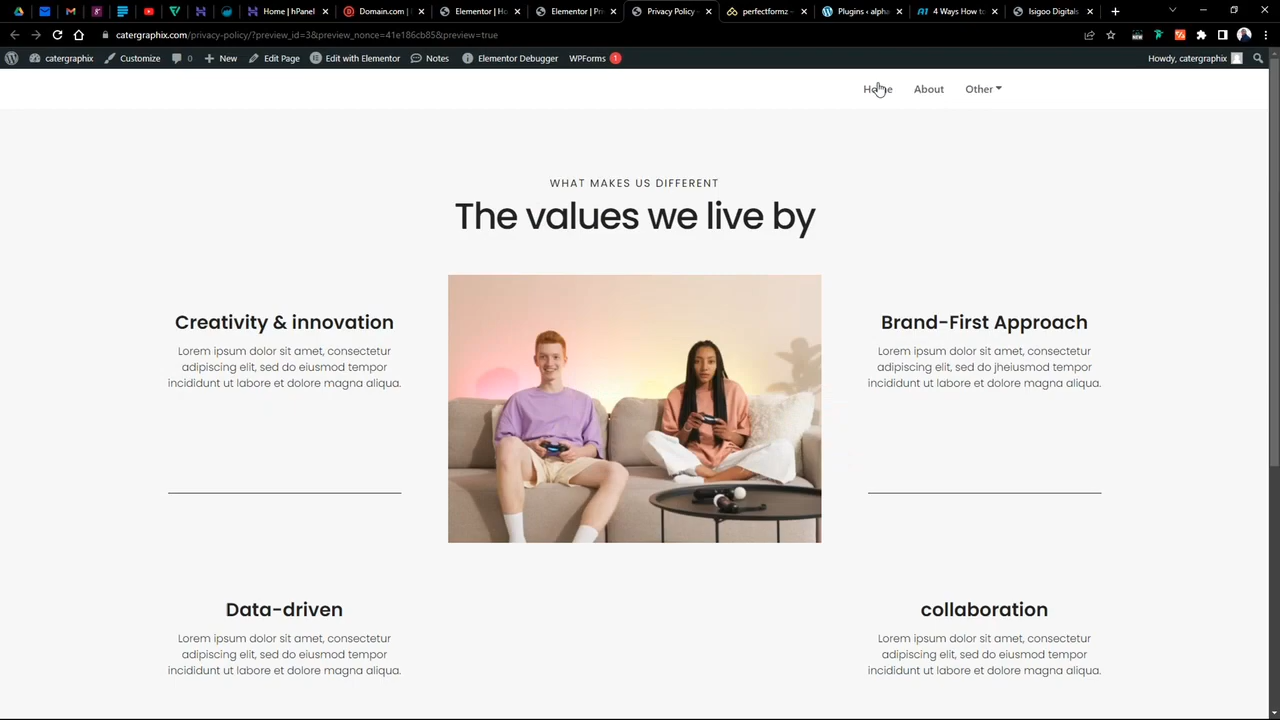 Home | hPanel
Domain.com |
Elementor | Ho
Elementor | Pri
Privacy Policy -
perfectformz -
Plugins ‹ alpha
4 Ways How to
Isigoo Digitals
catergraphix.com/privacy-policy/?preview_id=3&preview_nonce=41e186cb85&preview=true
catergraphix
Customize
0
New
Edit Page
Edit with Elementor
Notes
Elementor Debugger
WPForms 1
Howdy, catergraphix
Home
About
Other
WHAT MAKES US DIFFERENT
The values we live by
Creativity & innovation
Lorem ipsum dolor sit amet, consectetur
adipiscing elit, sed do eiusmod tempor
incididunt ut labore et dolore magna aliqua.
Brand-First Approach
Lorem ipsum dolor sit amet, consectetur
adipiscing elit, sed do jheiusmod tempor
incididunt ut labore et dolore magna aliqua.
Data-driven
Lorem ipsum dolor sit amet, consectetur
adipiscing elit, sed do eiusmod tempor
incididunt ut labore et dolore magna aliqua.
collaboration
Lorem ipsum dolor sit amet, consectetur
adipiscing elit, sed do eiusmod tempor
incididunt ut labore et dolore magna aliqua.